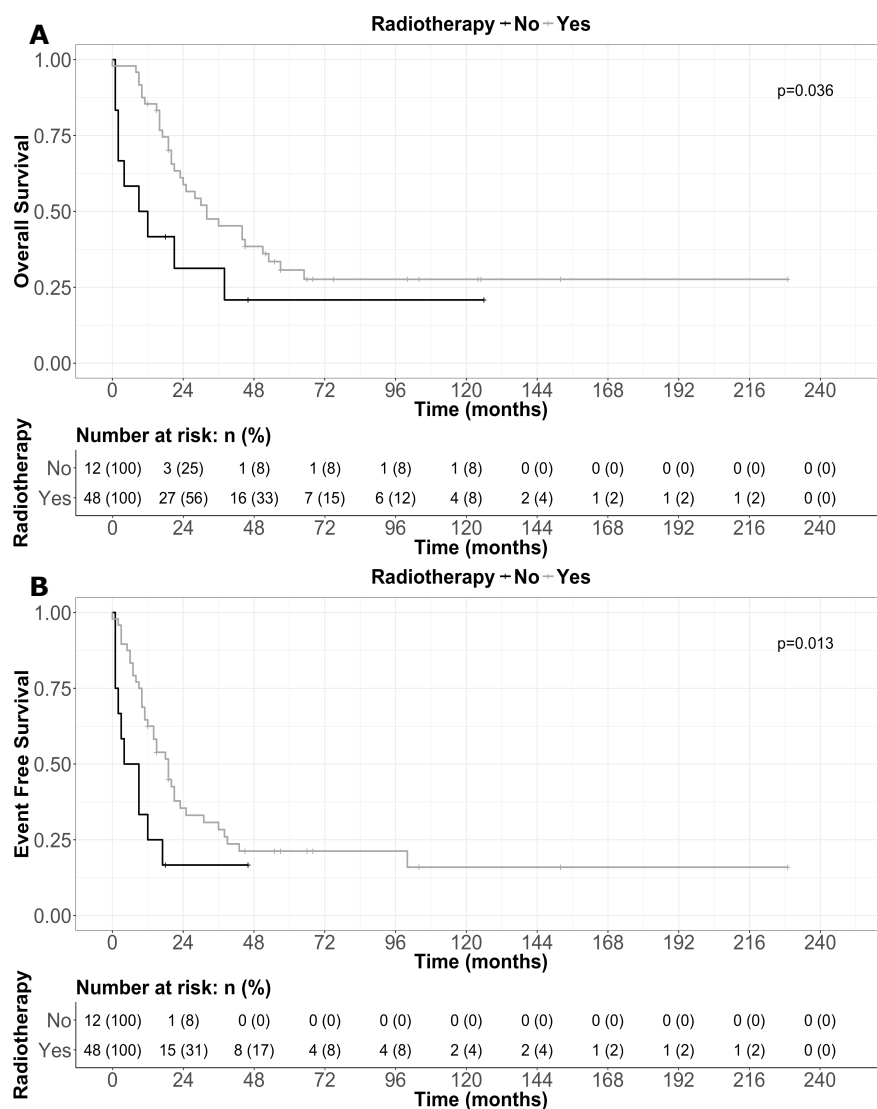 A
Radiotherapy No Yes
1.00
0.75
0.50
0.25
0.00
Overall Survival
p=0.036
0 24 48 72 96 120 144 168 192 216 240
Time (months)
Number at risk: n (%)
Radiotherapy
No 12 (100) 3 (25) 1 (8) 1 (8) 1 (8) 1 (8) 0 (0) 0 (0) 0 (0) 0 (0) 0 (0)
Yes 48 (100) 27 (56) 16 (33) 7 (15) 6 (12) 4 (8) 2 (4) 1 (2) 1 (2) 1 (2) 0 (0)
0 24 48 72 96 120 144 168 192 216 240
Time (months)
B
Radiotherapy No Yes
1.00
0.75
0.50
0.25
0.00
Event Free Survival
p=0.013
0 24 48 72 96 120 144 168 192 216 240
Time (months)
Number at risk: n (%)
Radiotherapy
No 12 (100) 1 (8) 0 (0) 0 (0) 0 (0) 0 (0) 0 (0) 0 (0) 0 (0) 0 (0) 0 (0)
Yes 48 (100) 15 (31) 8 (17) 4 (8) 4 (8) 2 (4) 2 (4) 1 (2) 1 (2) 1 (2) 0 (0)
0 24 48 72 96 120 144 168 192 216 240
Time (months)